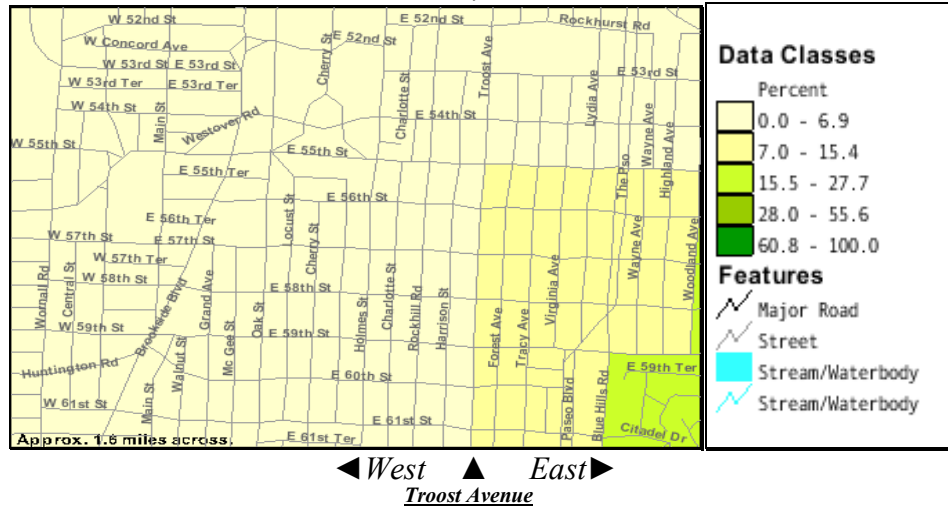 W 52nd St
E 52nd St
Rockhurst Rd
W Concord Ave
E 52nd St
Cherry St
W 53rd St
E 53rd St
Troost Ave
E 53rd St
W 53rd Ter
E 53rd Ter
Charlotte St
Lydia Ave
W 54th St
Main St
Westover Rd
E 54th St
Wayne Ave
W 55th St
E 55th St
Highland Ave
E 55th Ter
The Pso
E 56th St
Locust St
E 56th Ter
Cherry St
W 57th St
E 57th St
Wayne Ave
Woodland Ave
W 57th Ter
W 58th St
E 58th St
Wornall Rd
Central St
Brookside Blvd
Grand Ave
Charlotte St
Rockhill Rd
Harrison St
Virginia Ave
W 59th St
Mc Gee St
Oak St
E 59th St
Holmes St
Forest Ave
Tracy Ave
Huntington Rd
Walnut St
E 60th St
E 59th Ter
Main St
W 61st St
E 61st St
Paseo Blvd
Blue Hills Rd
Citadel Dr
Approx. 1.6 miles across.
E 61st Ter
Data Classes
Percent
0.0 - 6.9
7.0 - 15.4
15.5 - 27.7
28.0 - 55.6
60.8 - 100.0
Features
Major Road
Street
Stream/Waterbody
Stream/Waterbody
◄West ▲ East►
Troost Avenue